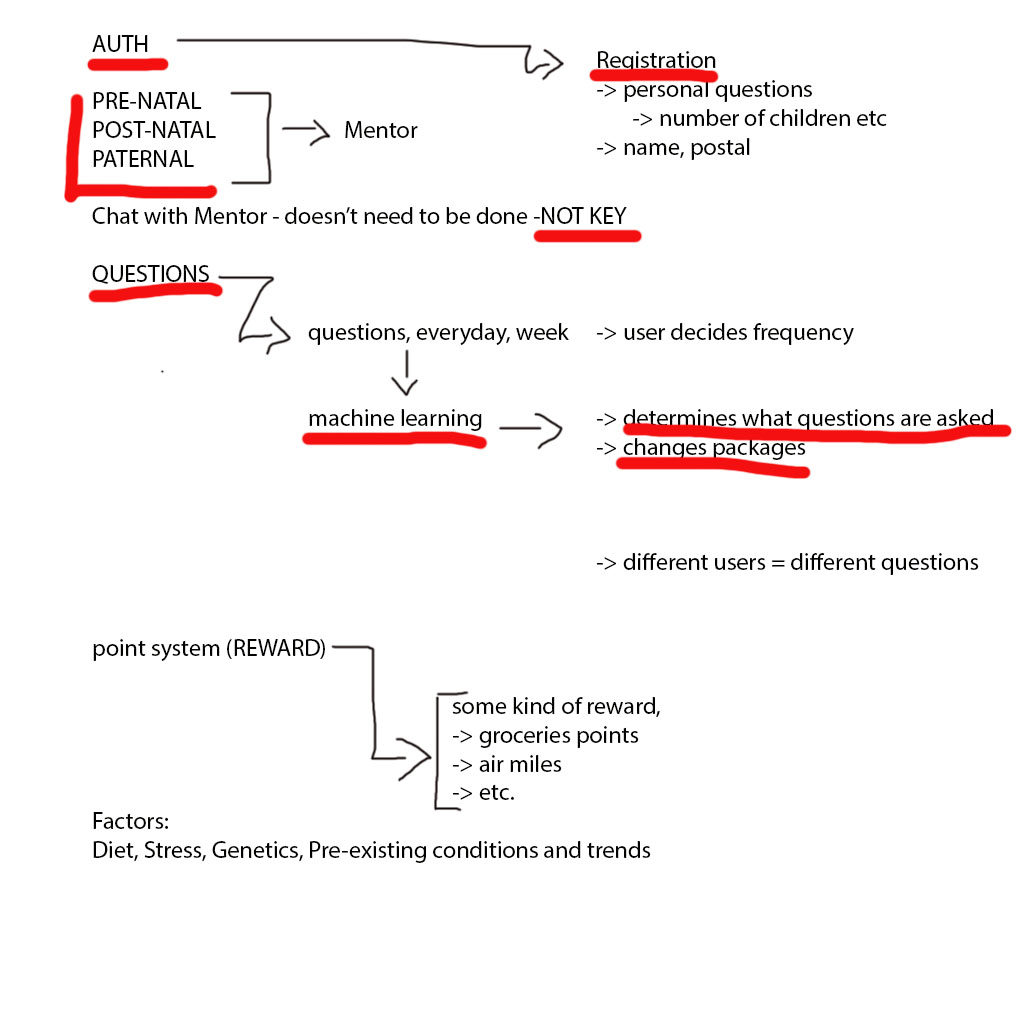 AUTH
Registration
-> personal questions
-> number of children etc
-> name, postal
PRE-NATAL
POST-NATAL
PATERNAL
Mentor
Chat with Mentor - doesn’t need to be done -NOT KEY
QUESTIONS
questions, everyday, week -> user decides frequency
machine learning
-> determines what questions are asked
-> changes packages
-> different users = different questions
point system (REWARD)
some kind of reward,
-> groceries points
-> air miles
-> etc.
Factors:
Diet, Stress, Genetics, Pre-existing conditions and trends